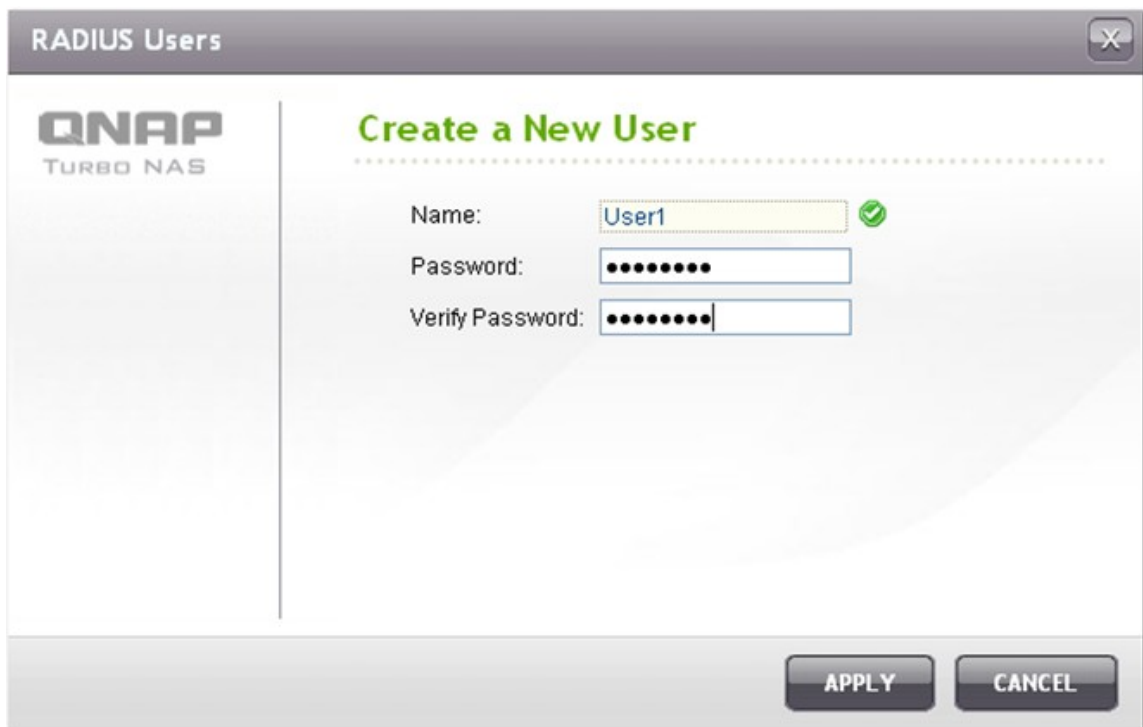 RADIUS Users
X
QNAP
TURBO NAS
Create a New User
Name: User1
Password: ••••••••
Verify Password: ••••••••
APPLY CANCEL